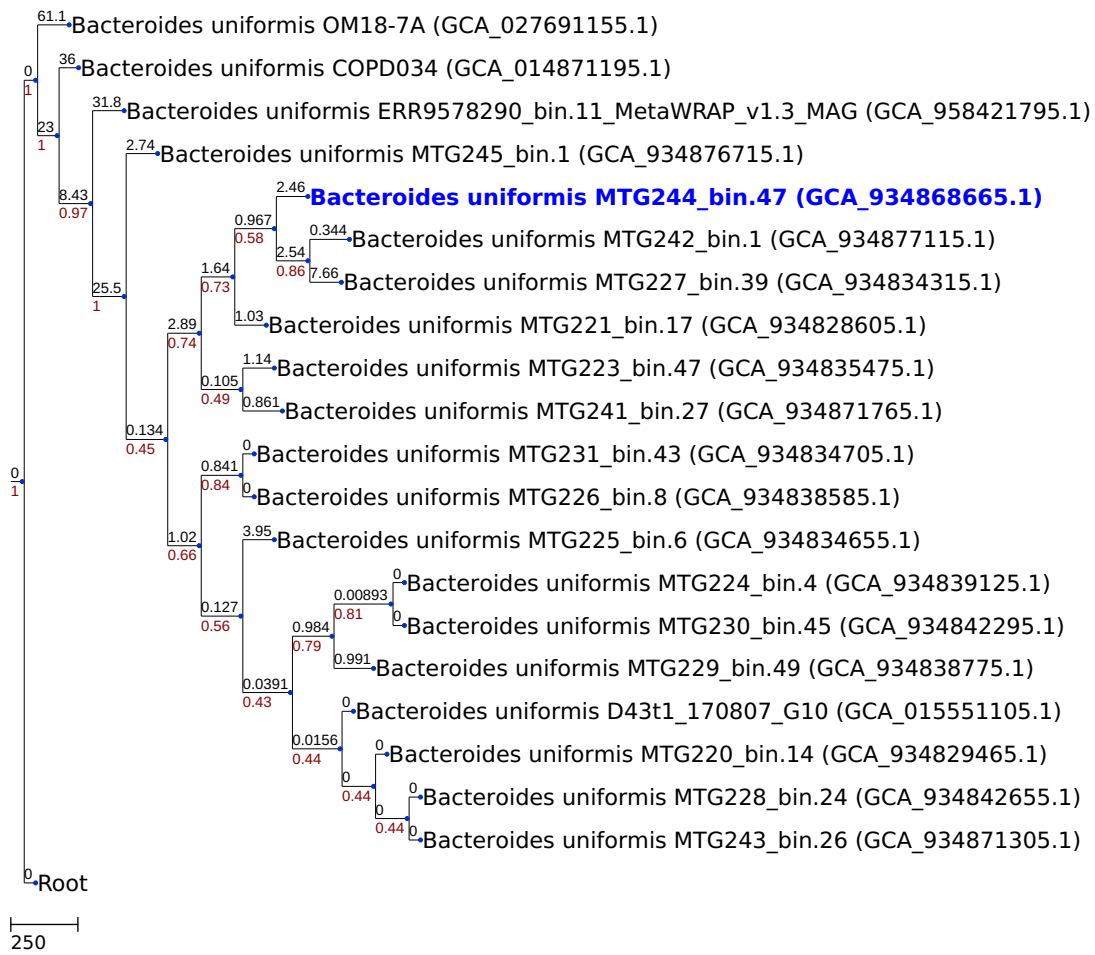 61.1 Bacteroides uniformis OM18-7A (GCA_027691155.1)
36 Bacteroides uniformis COPD034 (GCA_014871195.1)
0
1
31.8 Bacteroides uniformis ERR9578290_bin.11_MetaWRAP_v1.3_MAG (GCA_958421795.1)
23
1
2.74 Bacteroides uniformis MTG245_bin.1 (GCA_934876715.1)
8.43
0.97
2.46 Bacteroides uniformis MTG244_bin.47 (GCA_934868665.1)
0.967
0.58
0.344 Bacteroides uniformis MTG242_bin.1 (GCA_934877115.1)
2.54
0.86
7.66 Bacteroides uniformis MTG227_bin.39 (GCA_934834315.1)
1.64
0.73
25.5
1
1.03 Bacteroides uniformis MTG221_bin.17 (GCA_934828605.1)
2.89
0.74
1.14 Bacteroides uniformis MTG223_bin.47 (GCA_934835475.1)
0.105
0.49
0.861 Bacteroides uniformis MTG241_bin.27 (GCA_934871765.1)
0.134
0.45
0 Bacteroides uniformis MTG231_bin.43 (GCA_934834705.1)
0.841
0.84
0
1
0 Bacteroides uniformis MTG226_bin.8 (GCA_934838585.1)
1.02
0.66
3.95 Bacteroides uniformis MTG225_bin.6 (GCA_934834655.1)
0 Bacteroides uniformis MTG224_bin.4 (GCA_934839125.1)
0.00893
0.81
0.127
0.56
0 Bacteroides uniformis MTG230_bin.45 (GCA_934842295.1)
0.984
0.79
0.991 Bacteroides uniformis MTG229_bin.49 (GCA_934838775.1)
0.0391
0.43
0 Bacteroides uniformis D43t1_170807_G10 (GCA_015551105.1)
0.0156
0.44
0 Bacteroides uniformis MTG220_bin.14 (GCA_934829465.1)
0
0.44
0 Bacteroides uniformis MTG228_bin.24 (GCA_934842655.1)
0
0.44
0 Bacteroides uniformis MTG243_bin.26 (GCA_934871305.1)
0 Root
250